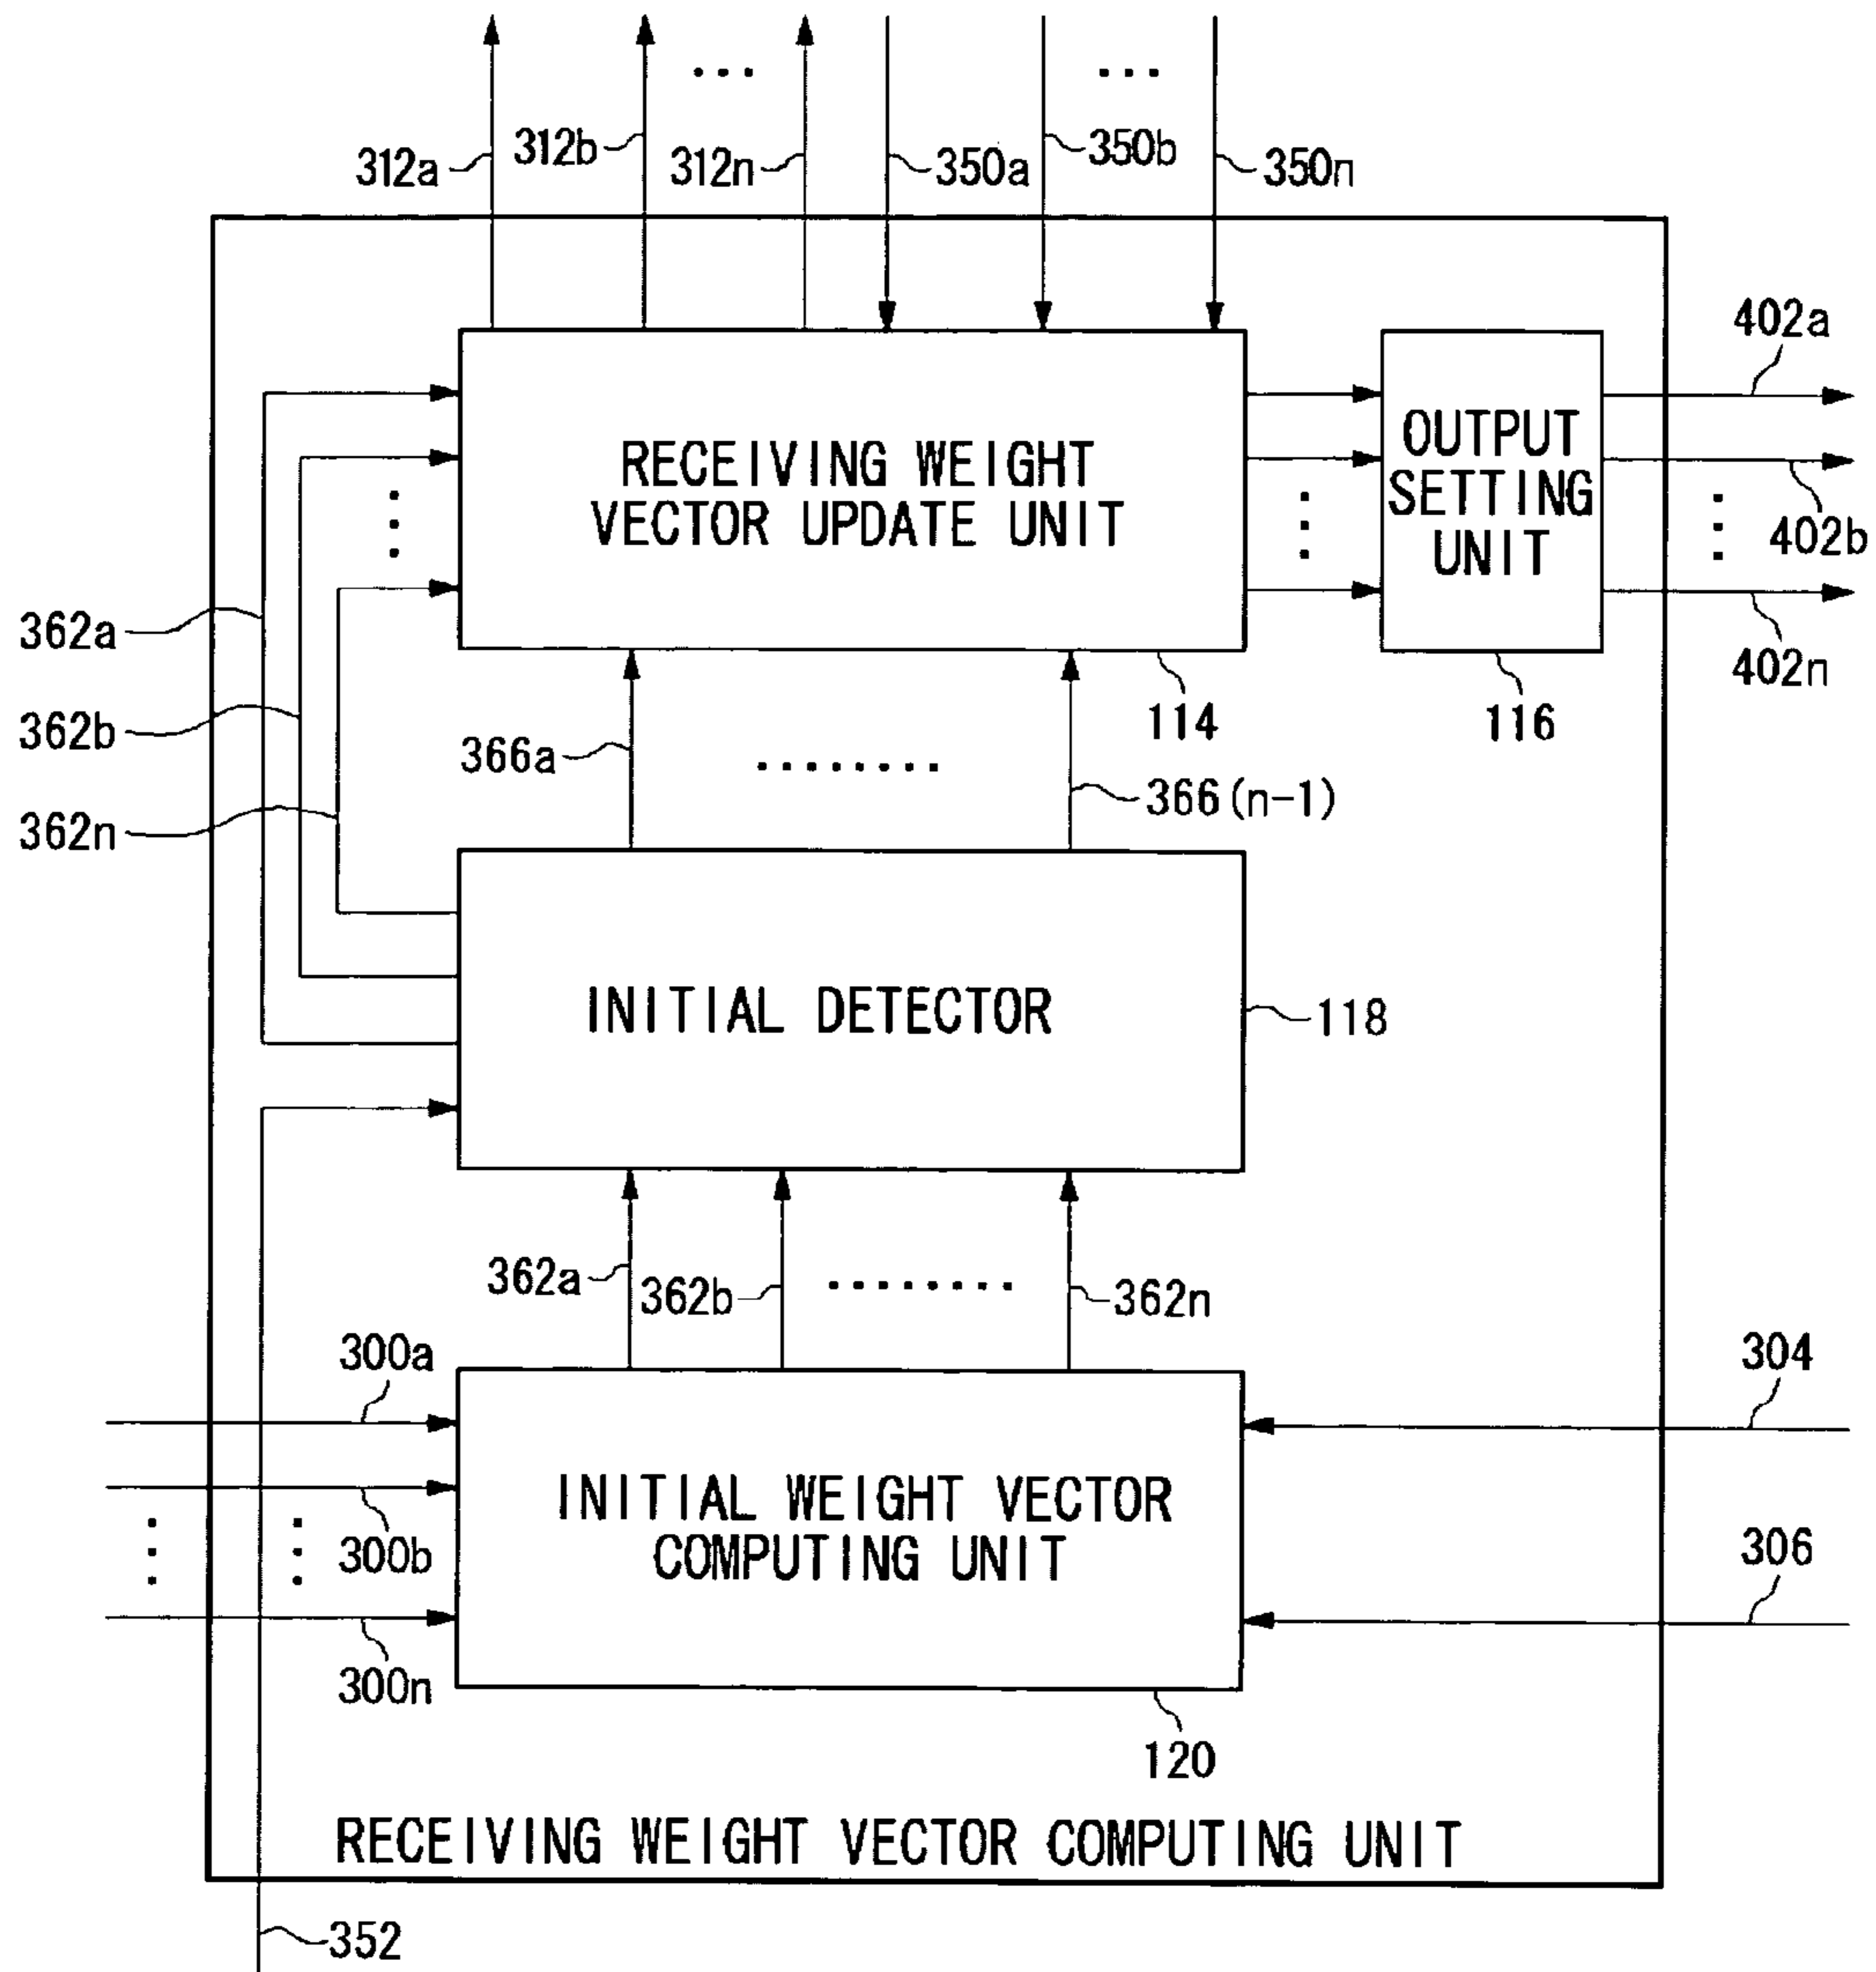 312a
312b
...
312n
350a
...
350b
350n
402a
RECEIVING WEIGHT
VECTOR UPDATE UNIT
OUTPUT
SETTING
UNIT
402b
402n
362a
362b
362n
366a
........
366(n-1)
114
116
INITIAL DETECTOR
118
362a
362b
........
362n
300a
300b
300n
304
INITIAL WEIGHT VECTOR
COMPUTING UNIT
306
120
RECEIVING WEIGHT VECTOR COMPUTING UNIT
352